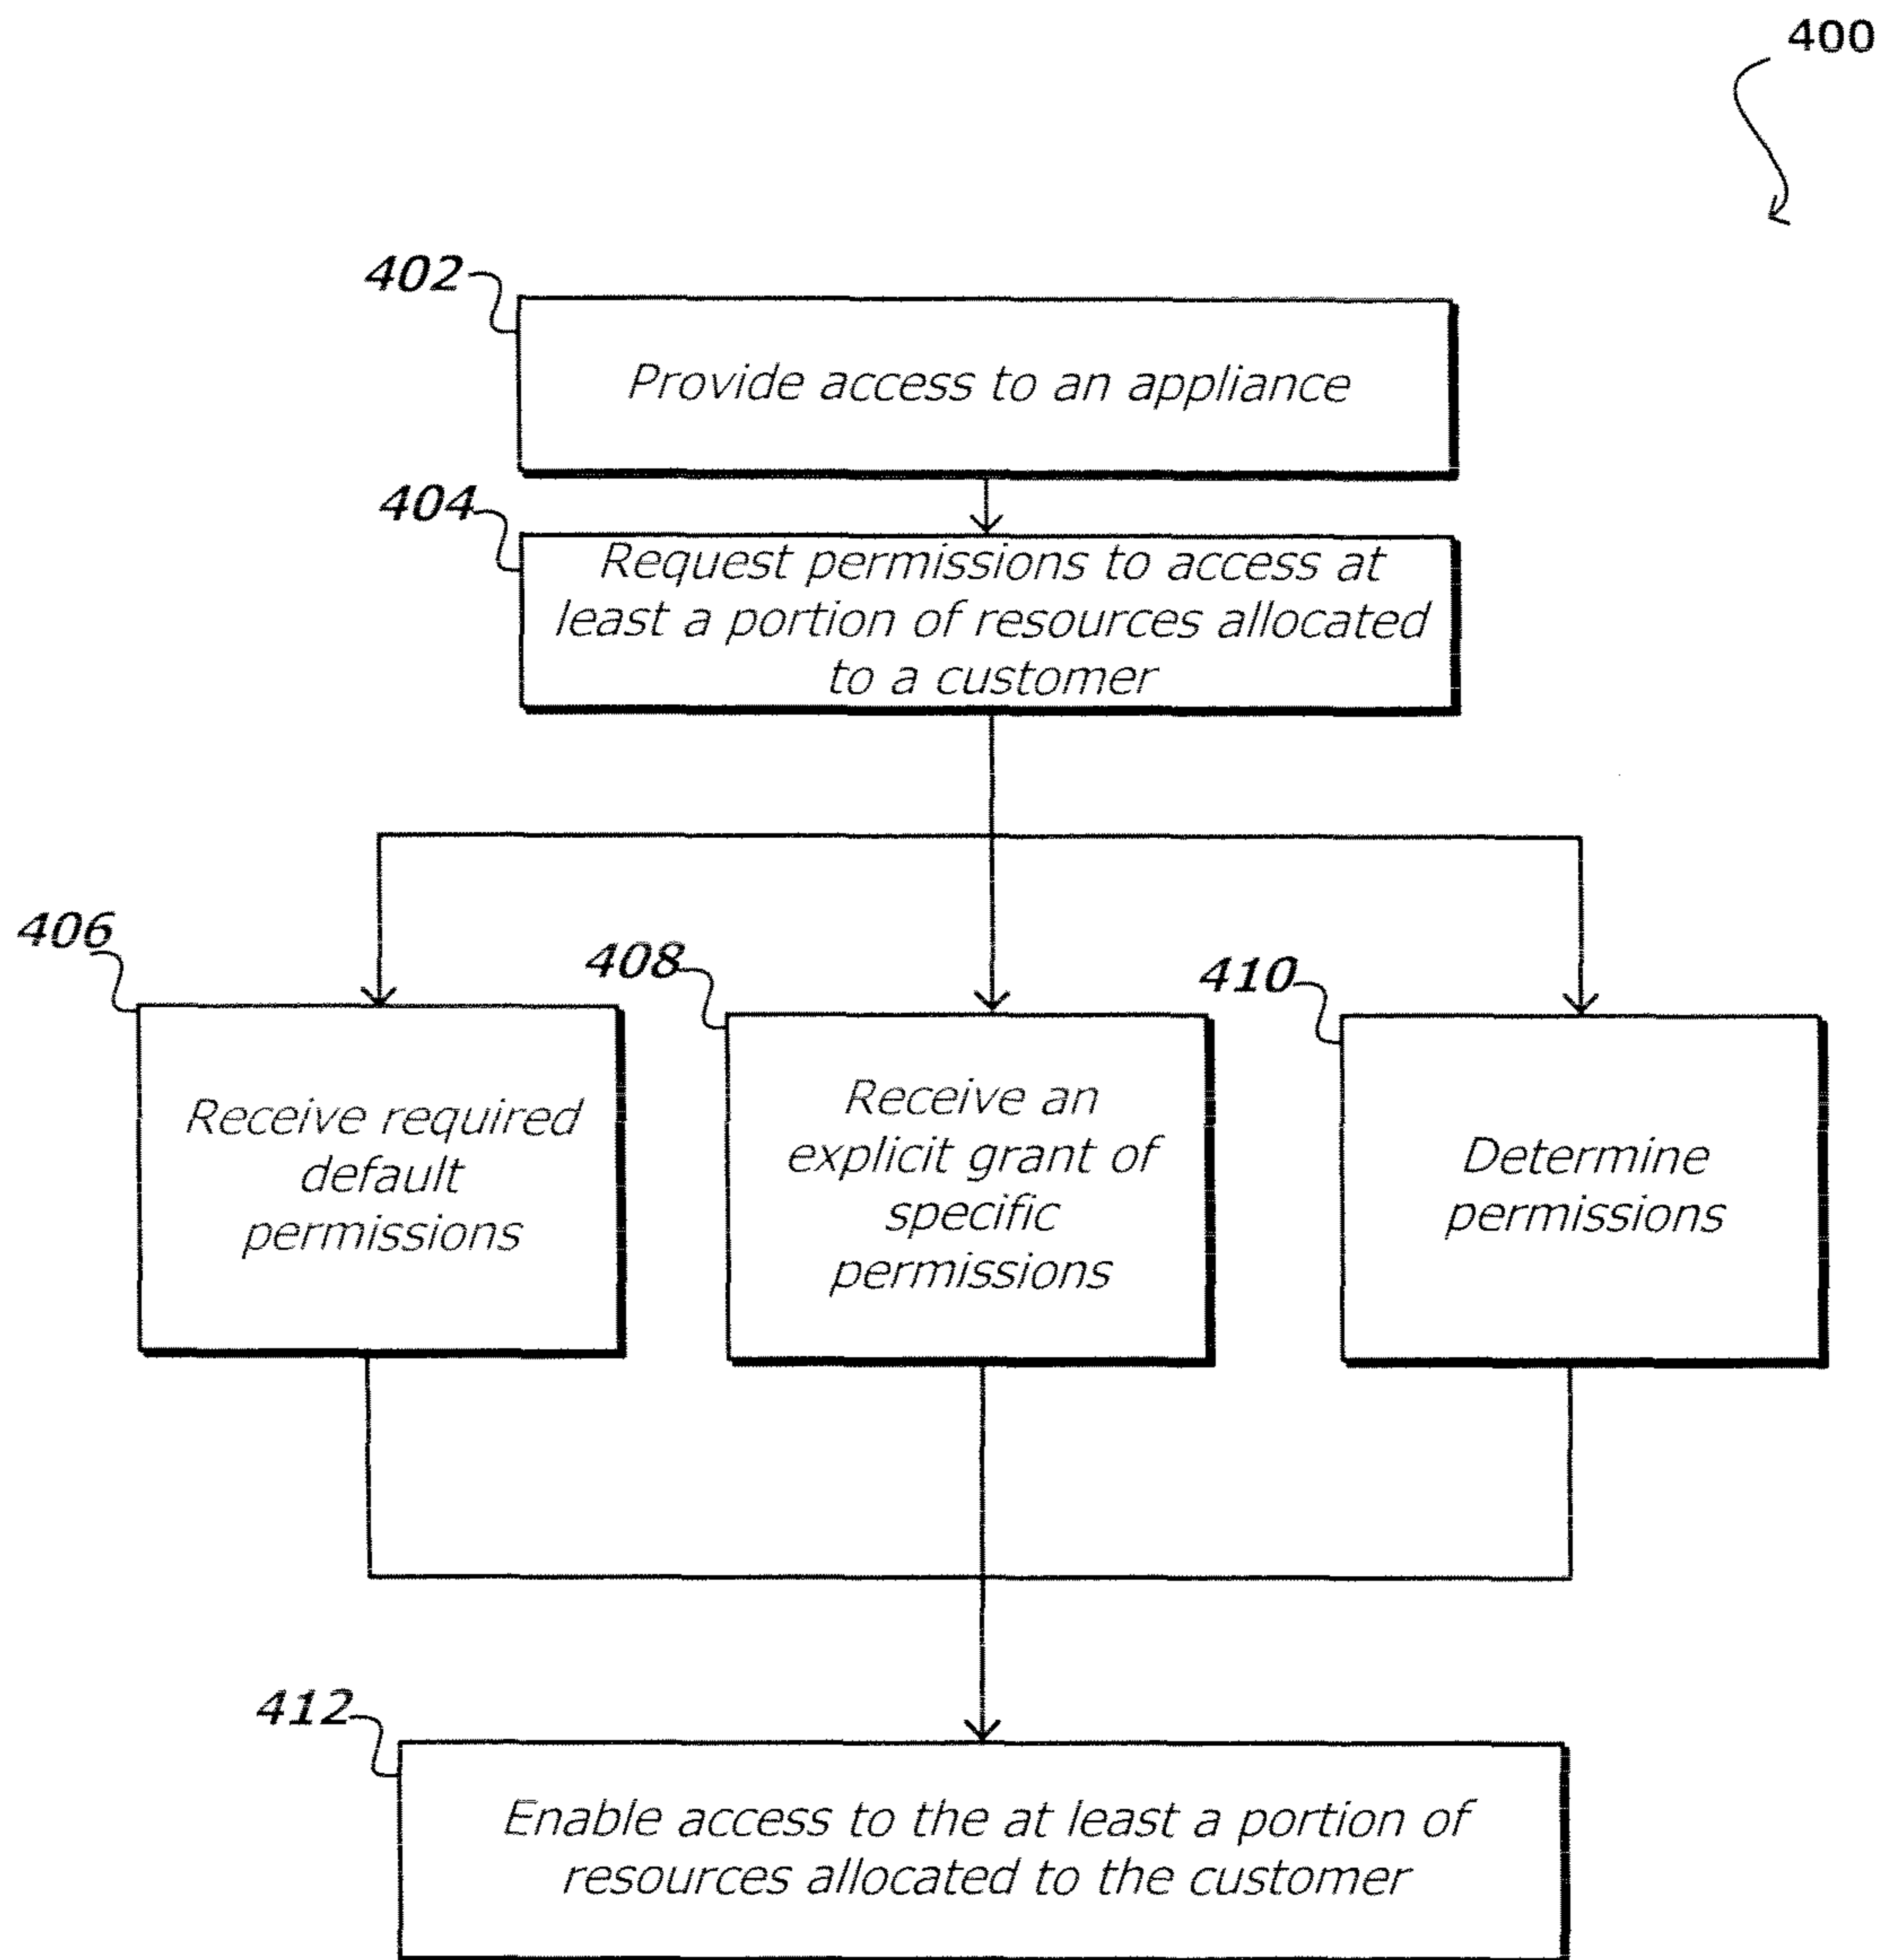 400
402
Provide access to an appliance
404
Request permissions to access at
least a portion of resources allocated
to a customer
406
Receive required
default
permissions
408
Receive an
explicit grant of
specific
permissions
410
Determine
permissions
412
Enable access to the at least a portion of
resources allocated to the customer